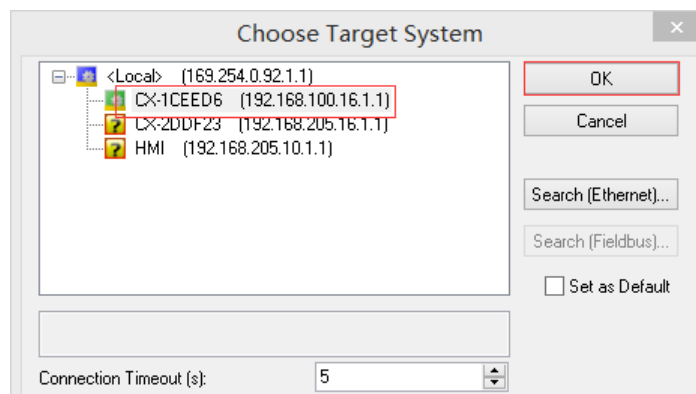 Choose Target System
<Local> (169.254.0.92.1.1)
CX-1CEED6 (192.168.100.16.1.1)
CX-2DDF23 (192.168.205.16.1.1)
HMI (192.168.205.10.1.1)
OK
Cancel
Search (Ethernet)...
Search (Fieldbus)...
Set as Default
Connection Timeout (s):
5